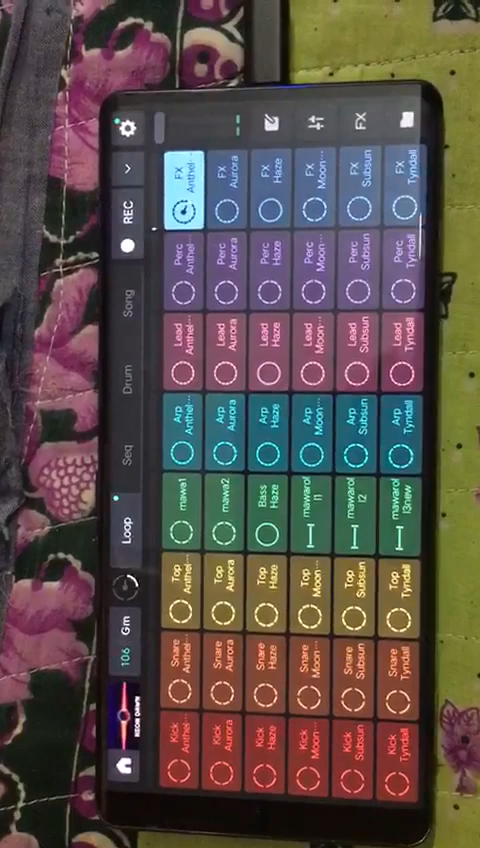 NEON DAWN
106
Gm
Loop
Seq
Drum
Song
REC
Kick
Anthel...
Snare
Anthel...
Top
Anthel...
mawa1
Arp
Anthel...
Lead
Anthel...
Perc
Anthel...
FX
Anthel...
Kick
Aurora
Snare
Aurora
Top
Aurora
mawa2
Arp
Aurora
Lead
Aurora
Perc
Aurora
FX
Aurora
Kick
Haze
Snare
Haze
Top
Haze
Bass
Haze
Arp
Haze
Lead
Haze
Perc
Haze
FX
Haze
Kick
Moon...
Snare
Moon...
Top
Moon...
mawarol
l1
Arp
Moon...
Lead
Moon...
Perc
Moon...
FX
Moon...
Kick
Subsun
Snare
Subsun
Top
Subsun
mawarol
l2
Arp
Subsun
Lead
Subsun
Perc
Subsun
FX
Subsun
Kick
Tyndall
Snare
Tyndall
Top
Tyndall
mawarol
l3new
Arp
Tyndall
Lead
Tyndall
Perc
Tyndall
FX
Tyndall
FX